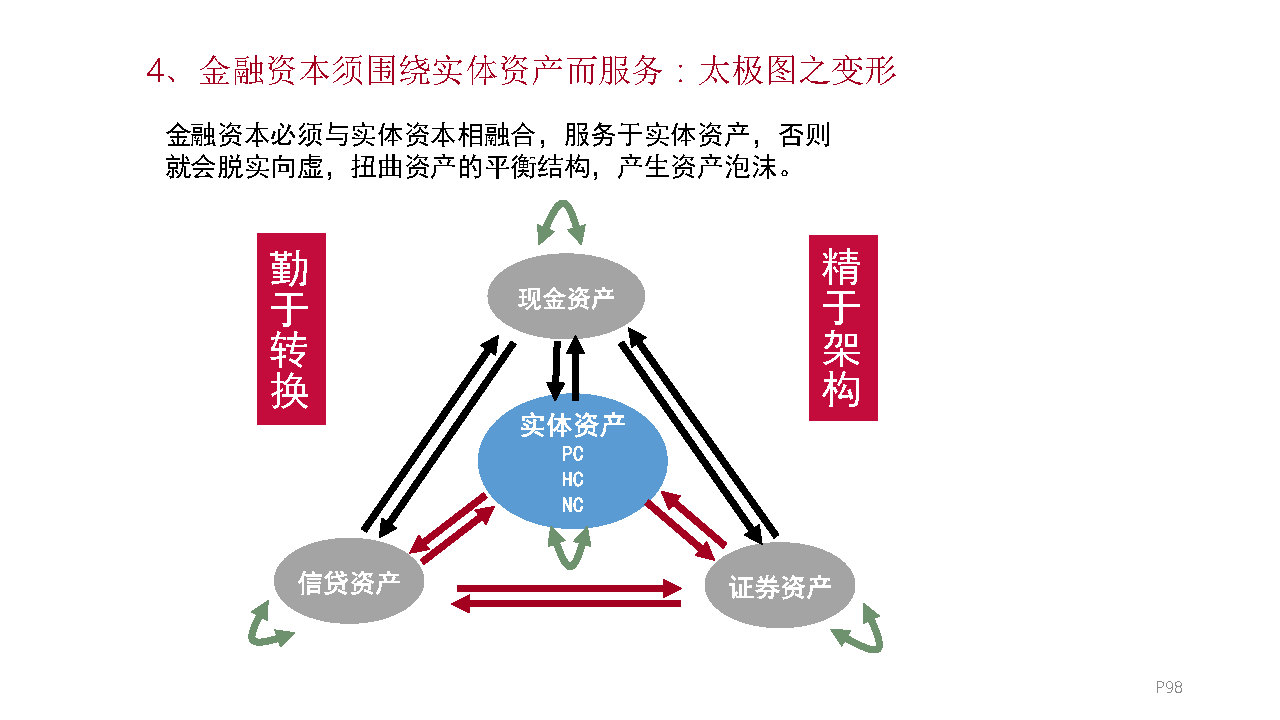 4、金融资本须围绕实体资产而服务：太极图之变形
金融资本必须与实体资本相融合，服务于实体资产，否则
就会脱实向虚，扭曲资产的平衡结构，产生资产泡沫。
勤于转换
精于架构
现金资产
实体资产
PC
HC
NC
信贷资产
证券资产
P98